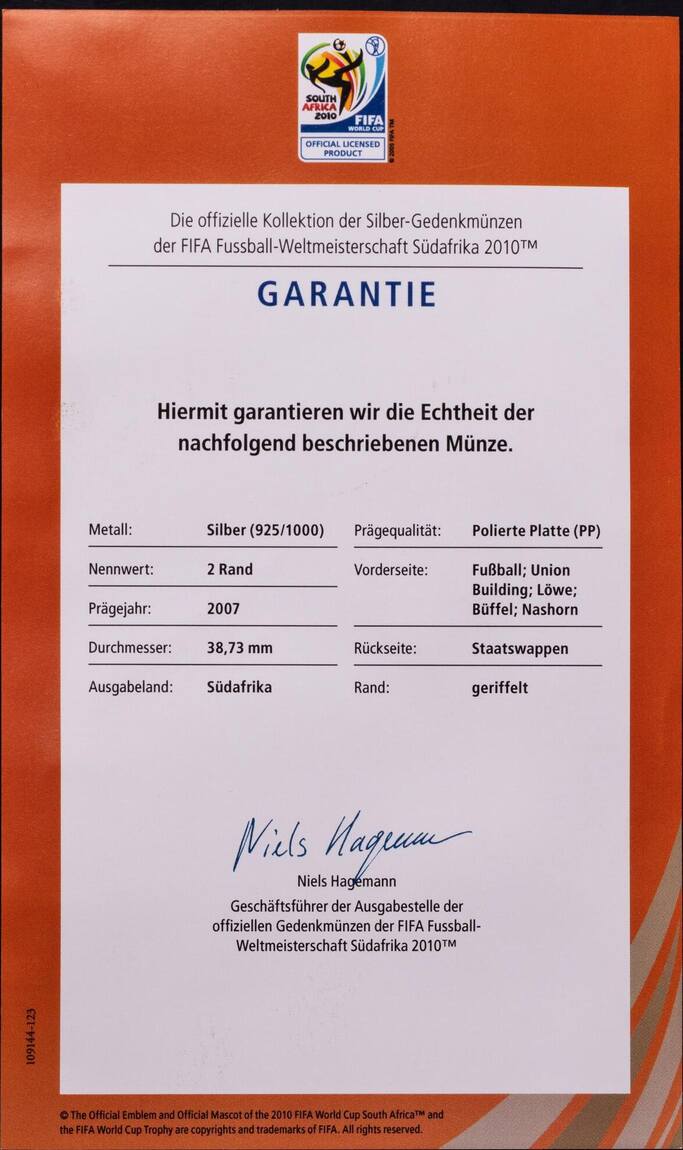 SOUTH
AFRICA
2010
FIFA
WORLD CUP
OFFICIAL LICENSED
PRODUCT
© 2005 FIFA TM
Die offizielle Kollektion der Silber-Gedenkmünzen
der FIFA Fussball-Weltmeisterschaft Südafrika 2010™
GARANTIE
Hiermit garantieren wir die Echtheit der
nachfolgend beschriebenen Münze.
Metall: Silber (925/1000)
Nennwert: 2 Rand
Prägejahr: 2007
Durchmesser: 38,73 mm
Ausgabeland: Südafrika
Prägequalität: Polierte Platte (PP)
Vorderseite: Fußball; Union
Building; Löwe;
Büffel; Nashorn
Rückseite: Staatswappen
Rand: geriffelt
Niels Hagemann
Niels Hagemann
Geschäftsführer der Ausgabestelle der
offiziellen Gedenkmünzen der FIFA Fussball-
Weltmeisterschaft Südafrika 2010™
109144-123
© The Official Emblem and Official Mascot of the 2010 FIFA World Cup South Africa™ and
the FIFA World Cup Trophy are copyrights and trademarks of FIFA. All rights reserved.